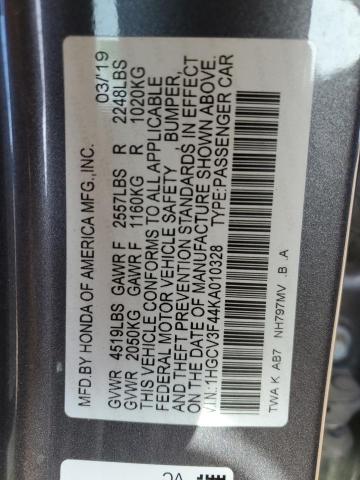 MFD.BY HONDA OF AMERICA MFG.,INC. 03/'19
GVWR 4519LBS GAWR F 2557LBS R 2248LBS
GVWR 2050KG GAWR F 1160KG R 1020KG
THIS VEHICLE CONFORMS TO ALL APPLICABLE
FEDERAL MOTOR VEHICLE SAFETY, BUMPER,
AND THEFT PREVENTION STANDARDS IN EFFECT
ON THE DATE OF MANUFACTURE SHOWN ABOVE.
V.I.N.:1HGCV3F44KA010328 TYPE:PASSENGER CAR
TWA K AB7 NH797MV .B .A